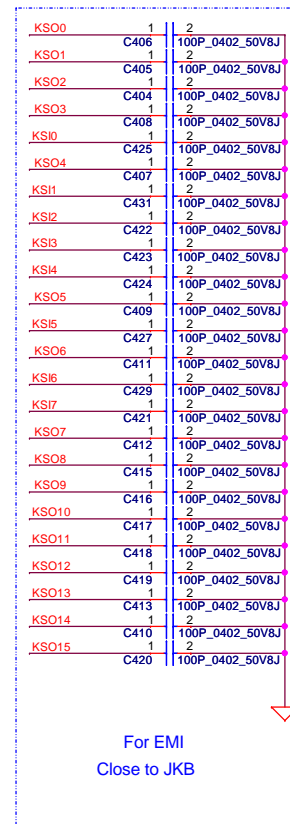 KSO0 1 2
C406 100P_0402_50V8J
KSO1 1 2
C405 100P_0402_50V8J
KSO2 1 2
C404 100P_0402_50V8J
KSO3 1 2
C408 100P_0402_50V8J
KSI0 1 2
C425 100P_0402_50V8J
KSO4 1 2
C407 100P_0402_50V8J
KSI1 1 2
C431 100P_0402_50V8J
KSI2 1 2
C422 100P_0402_50V8J
KSI3 1 2
C423 100P_0402_50V8J
KSI4 1 2
C424 100P_0402_50V8J
KSO5 1 2
C409 100P_0402_50V8J
KSI5 1 2
C427 100P_0402_50V8J
KSO6 1 2
C411 100P_0402_50V8J
KSI6 1 2
C429 100P_0402_50V8J
KSI7 1 2
C421 100P_0402_50V8J
KSO7 1 2
C412 100P_0402_50V8J
KSO8 1 2
C415 100P_0402_50V8J
KSO9 1 2
C416 100P_0402_50V8J
KSO10 1 2
C417 100P_0402_50V8J
KSO11 1 2
C418 100P_0402_50V8J
KSO12 1 2
C419 100P_0402_50V8J
KSO13 1 2
C413 100P_0402_50V8J
KSO14 1 2
C410 100P_0402_50V8J
KSO15 1 2
C420 100P_0402_50V8J
For EMI
Close to JKB